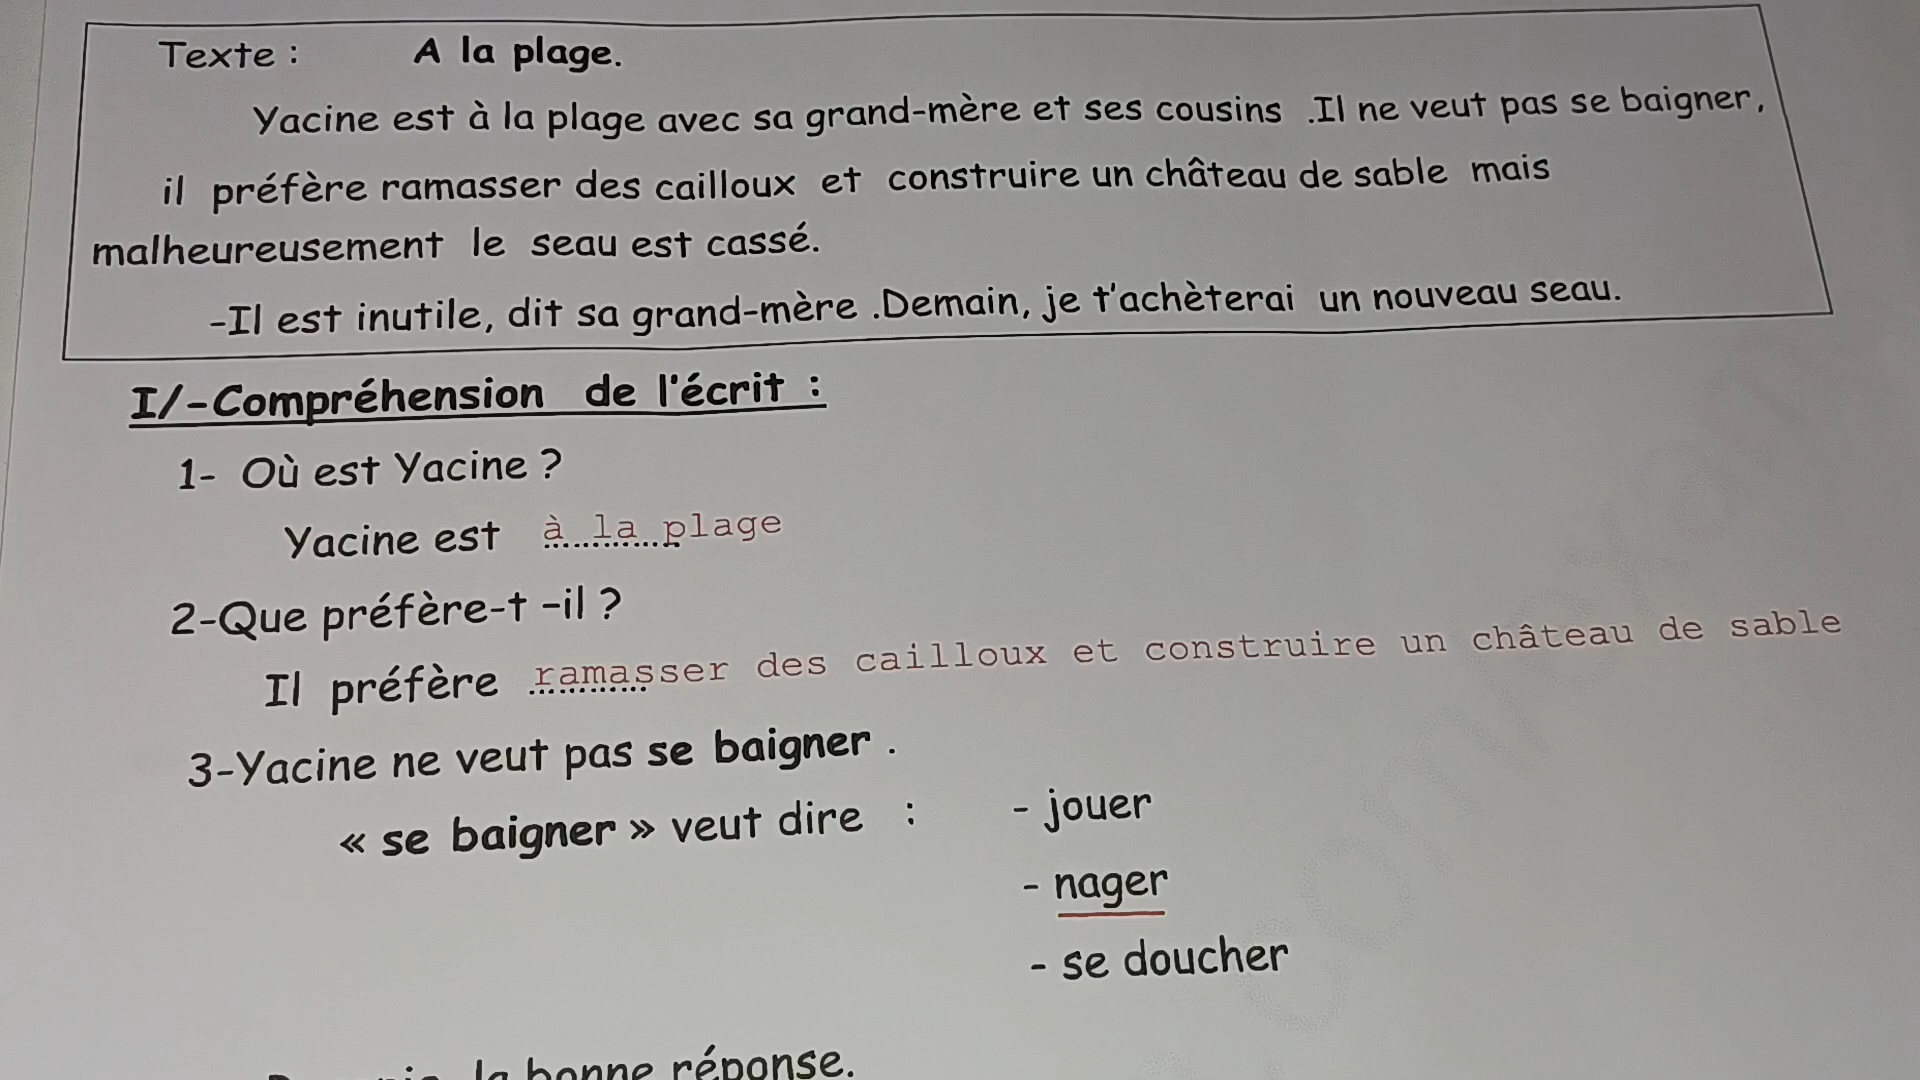 Texte : A la plage.
Yacine est à la plage avec sa grand-mère et ses cousins .Il ne veut pas se baigner,
il préfère ramasser des cailloux et construire un château de sable mais
malheureusement le seau est cassé.
-Il est inutile, dit sa grand-mère .Demain, je t'achèterai un nouveau seau.
I/-Compréhension de l'écrit :
1- Où est Yacine ?
Yacine est à la plage
2-Que préfère-t -il ?
Il préfère ramasser des cailloux et construire un château de sable
3-Yacine ne veut pas se baigner .
« se baigner » veut dire : - jouer
- nager
- se doucher
la bonne réponse.